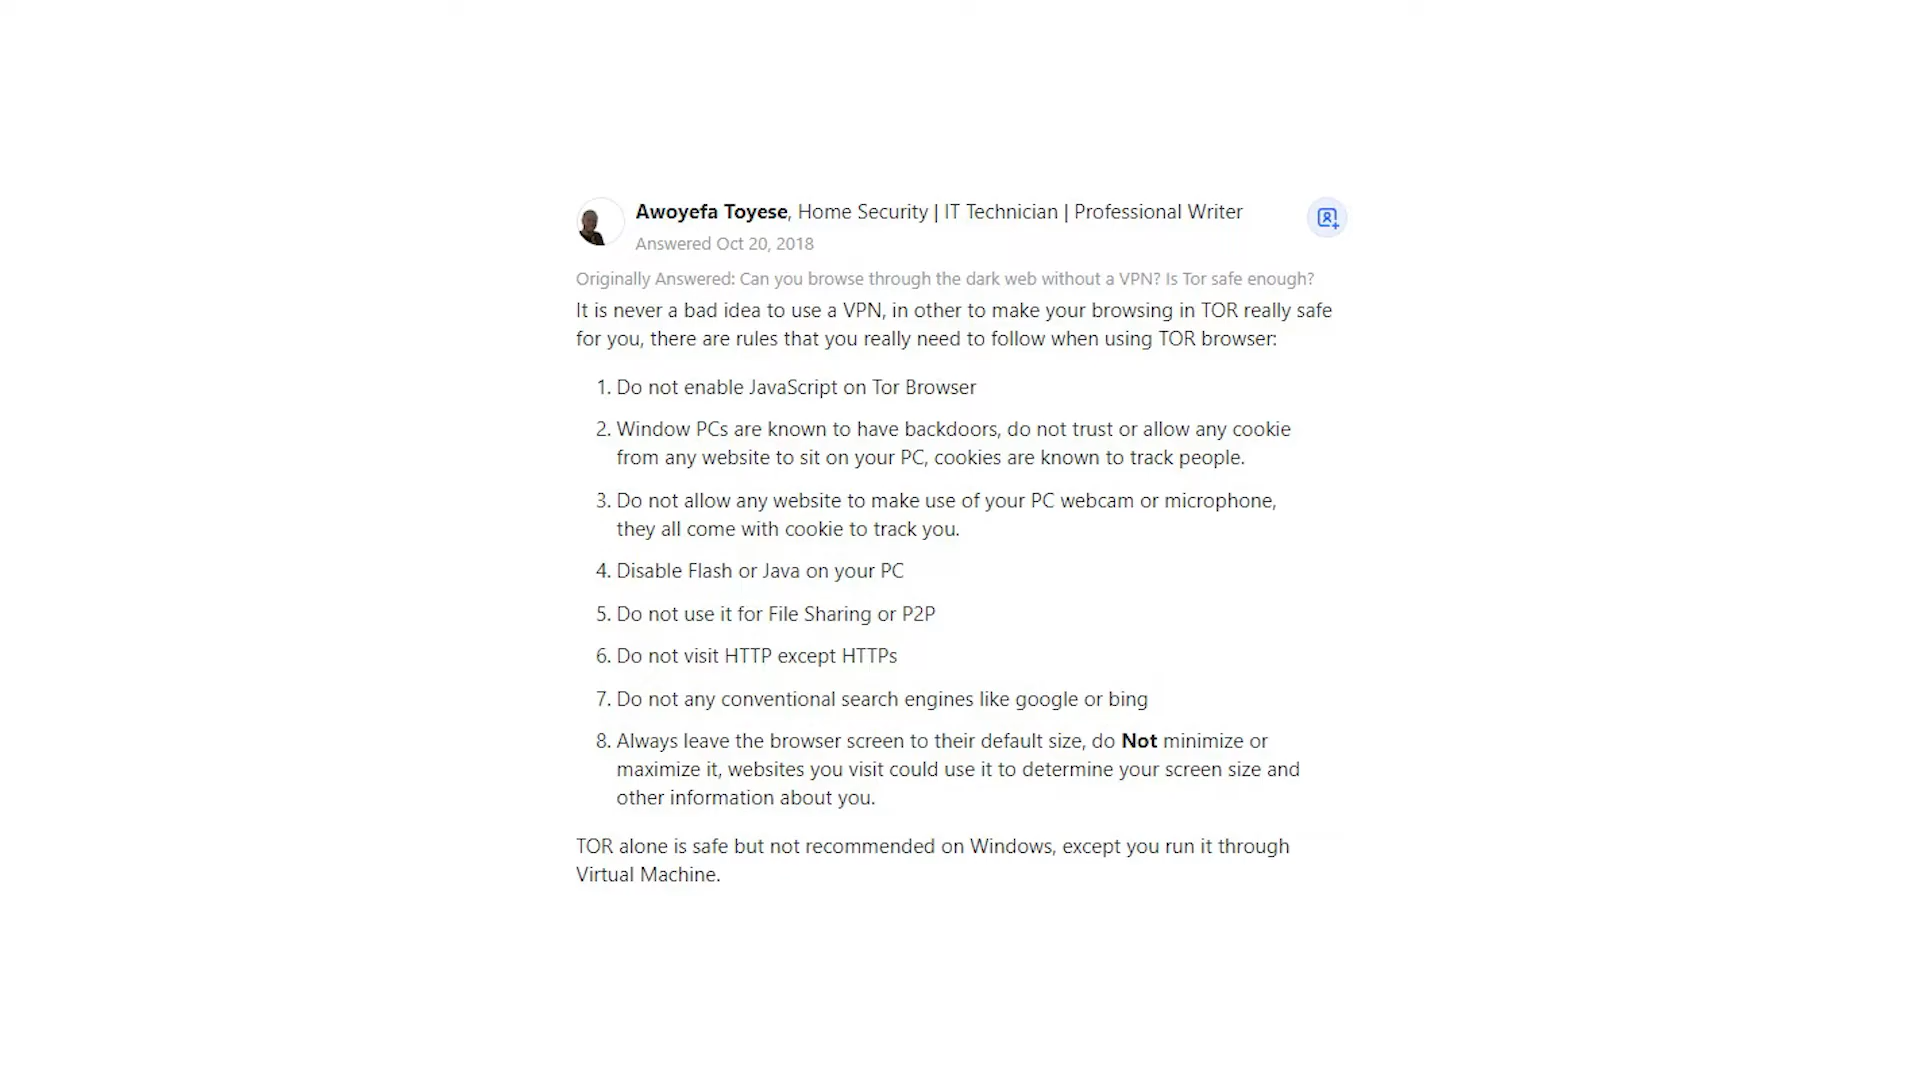 Awoyefa Toyese, Home Security | IT Technician | Professional Writer
Answered Oct 20, 2018
Originally Answered: Can you browse through the dark web without a VPN? Is Tor safe enough?
It is never a bad idea to use a VPN, in other to make your browsing in TOR really safe
for you, there are rules that you really need to follow when using TOR browser:
1. Do not enable JavaScript on Tor Browser
2. Window PCs are known to have backdoors, do not trust or allow any cookie
from any website to sit on your PC, cookies are known to track people.
3. Do not allow any website to make use of your PC webcam or microphone,
they all come with cookie to track you.
4. Disable Flash or Java on your PC
5. Do not use it for File Sharing or P2P
6. Do not visit HTTP except HTTPs
7. Do not any conventional search engines like google or bing
8. Always leave the browser screen to their default size, do Not minimize or
maximize it, websites you visit could use it to determine your screen size and
other information about you.
TOR alone is safe but not recommended on Windows, except you run it through
Virtual Machine.